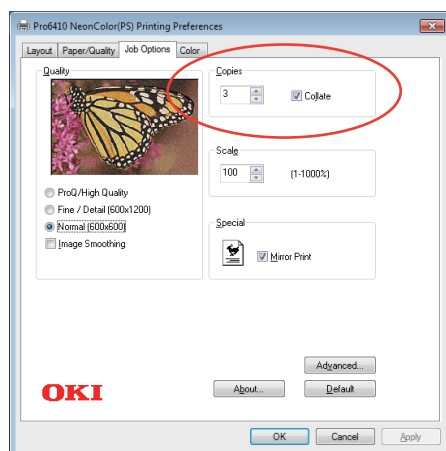 Pro6410 NeonColor(PS) Printing Preferences
Layout Paper/Quality Job Options Color
Quality
ProQ/High Quality
Fine / Detail (600x1200)
Normal (600x600)
Image Smoothing
Copies
3 Collate
Scale
100 (1-1000%)
Special
Mirror Print
Advanced...
OKI About... Default
OK Cancel Apply